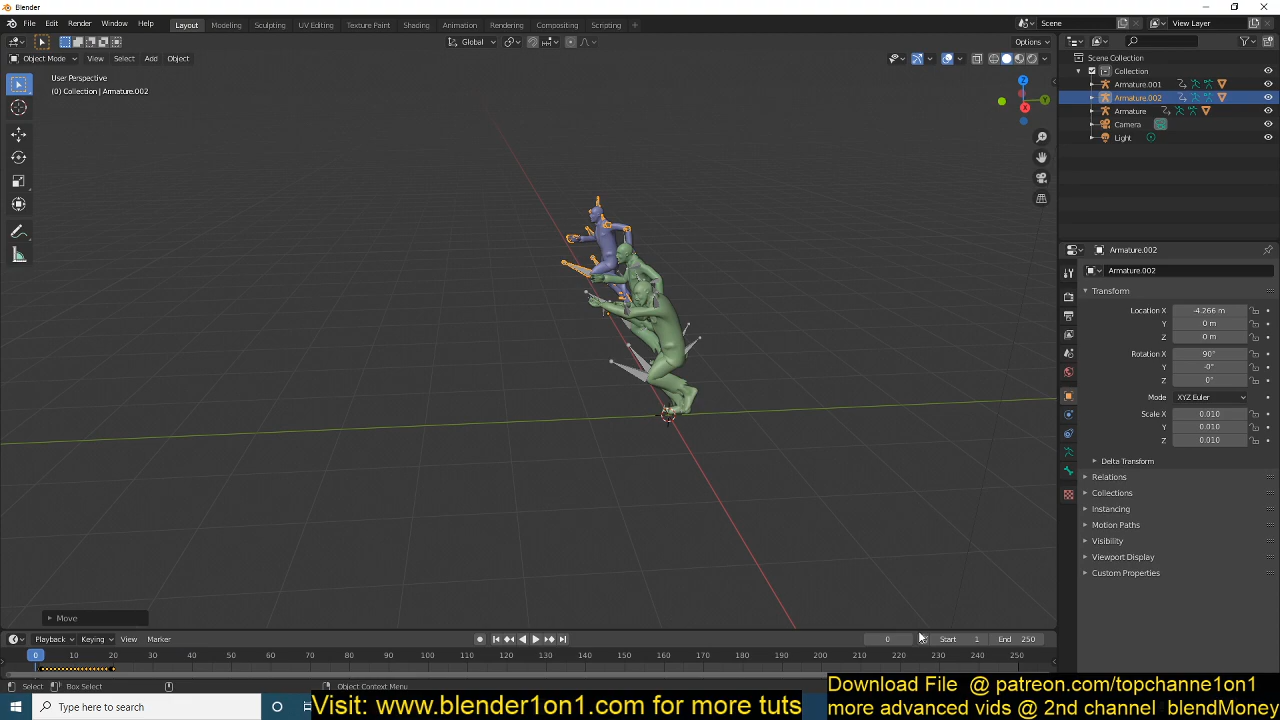 Blender
File Edit Render Window Help Layout Modeling Sculpting UV Editing Texture Paint Shading Animation Rendering Compositing Scripting + Scene View Layer
Global Options
Object Mode View Select Add Object
User Perspective
(0) Collection | Armature.002
Z
Y
X
Scene Collection
Collection
Armature.001
Armature.002
Armature
Camera
Light
Armature.002
Armature.002
Transform
Location X -4.266 m
Y 0 m
Z 0 m
Rotation X 90°
Y -0°
Z 0°
Mode XYZ Euler
Scale X 0.010
Y 0.010
Z 0.010
Delta Transform
Relations
Collections
Instancing
Motion Paths
Visibility
Viewport Display
Custom Properties
Move
Playback Keying View Marker 0 Start 1 End 250
0 10 20 30 40 50 60 70 80 90 100 110 120 130 140 150 160 170 180 190 200 210 220 230 240 250
Select Box Select Object Context Menu
Type here to search
Visit: www.blender1on1.com for more tuts
Download File @ patreon.com/topchanne1on1
more advanced vids @ 2nd channel blendMoney